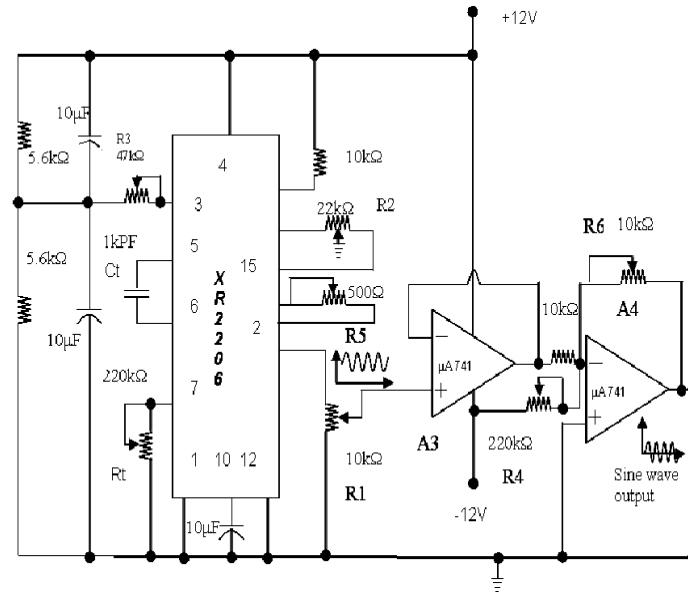 +12V
10µF
R3
47kΩ
5.6kΩ
4
10kΩ
3
22kΩ
R2
R6
10kΩ
5
1kPF
Ct
15
5.6kΩ
XR2206
500Ω
10kΩ
A4
6
2
10µF
R5
µA741
µA741
220kΩ
7
Rt
1 10 12
10kΩ
A3
220kΩ
R4
R1
Sine wave
output
10µF
-12V